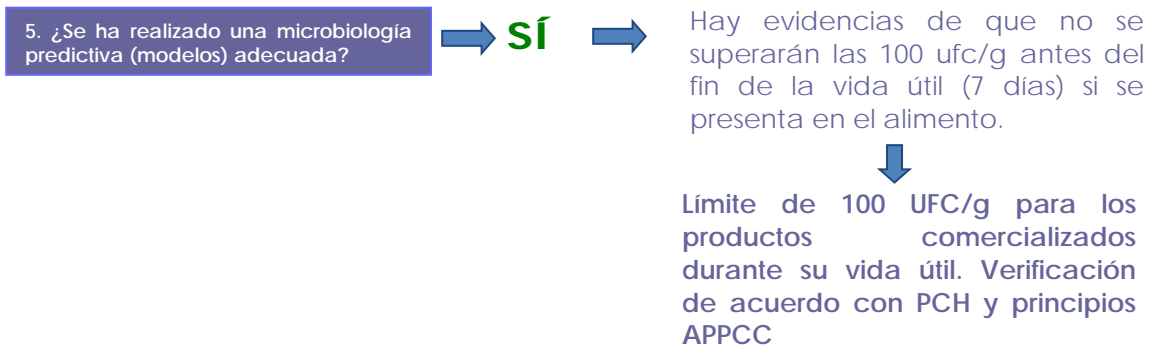 5. ¿Se ha realizado una microbiología
predictiva (modelos) adecuada?
SÍ
Hay evidencias de que no se
superarán las 100 ufc/g antes del
fin de la vida útil (7 días) si se
presenta en el alimento.
Límite de 100 UFC/g para los
productos comercializados
durante su vida útil. Verificación
de acuerdo con PCH y principios
APPCC